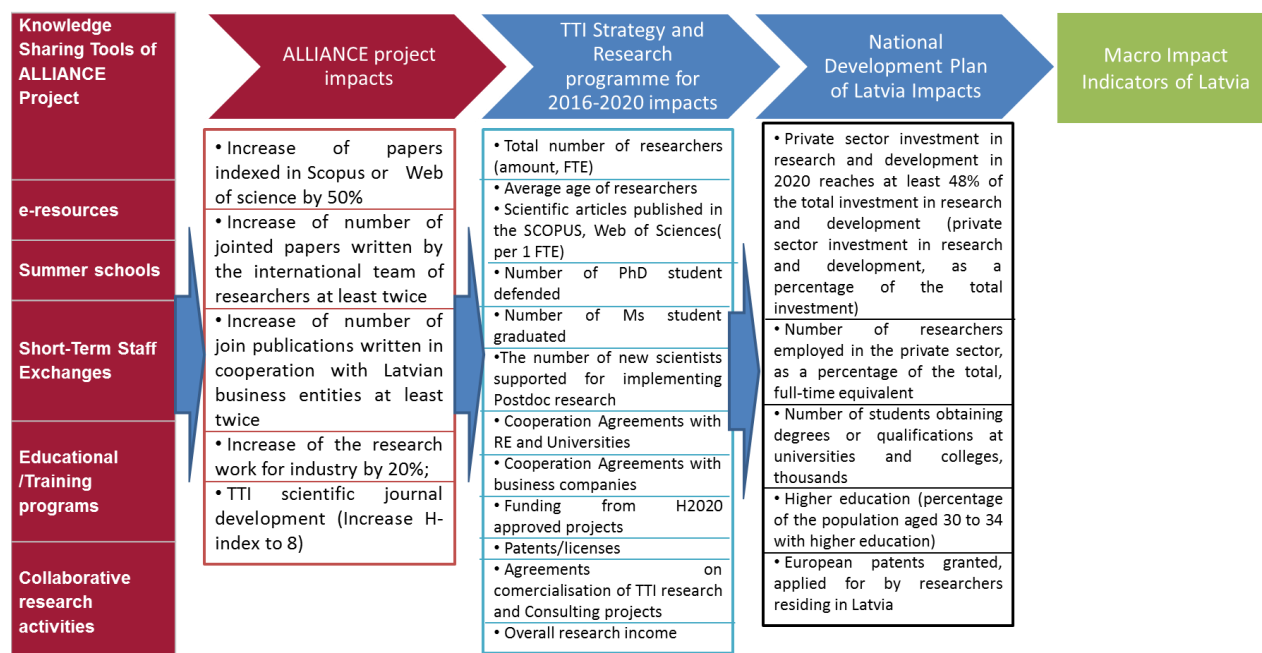 Knowledge
Sharing Tools of
ALLIANCE
Project
e-resources
Summer schools
Short-Term Staff
Exchanges
Educational
/Training
programs
Collaborative
research
activities
ALLIANCE project
impacts
• Increase of papers
indexed in Scopus or Web
of science by 50%
• Increase of number of
jointed papers written by
the international team of
researchers at least twice
• Increase of number of
join publications written in
cooperation with Latvian
business entities at least
twice
• Increase of the research
work for industry by 20%;
• TTI scientific journal
development (Increase H-
index to 8)
TTI Strategy and
Research
programme for
2016-2020 impacts
• Total number of researchers
(amount, FTE)
• Average age of researchers
• Scientific articles published in
the SCOPUS, Web of Sciences(
per 1 FTE)
• Number of PhD student
defended
• Number of Ms student
graduated
•The number of new scientists
supported for implementing
Postdoc research
• Cooperation Agreements with
RE and Universities
• Cooperation Agreements with
business companies
• Funding from H2020
approved projects
• Patents/licenses
• Agreements on
comercialisation of TTI research
and Consulting projects
• Overall research income
National
Development Plan
of Latvia Impacts
• Private sector investment in
research and development in
2020 reaches at least 48% of
the total investment in research
and development (private
sector investment in research
and development, as a
percentage of the total
investment)
• Number of researchers
employed in the private sector,
as a percentage of the total,
full-time equivalent
• Number of students obtaining
degrees or qualifications at
universities and colleges,
thousands
• Higher education (percentage
of the population aged 30 to 34
with higher education)
• European patents granted,
applied for by researchers
residing in Latvia
Macro Impact
Indicators of Latvia